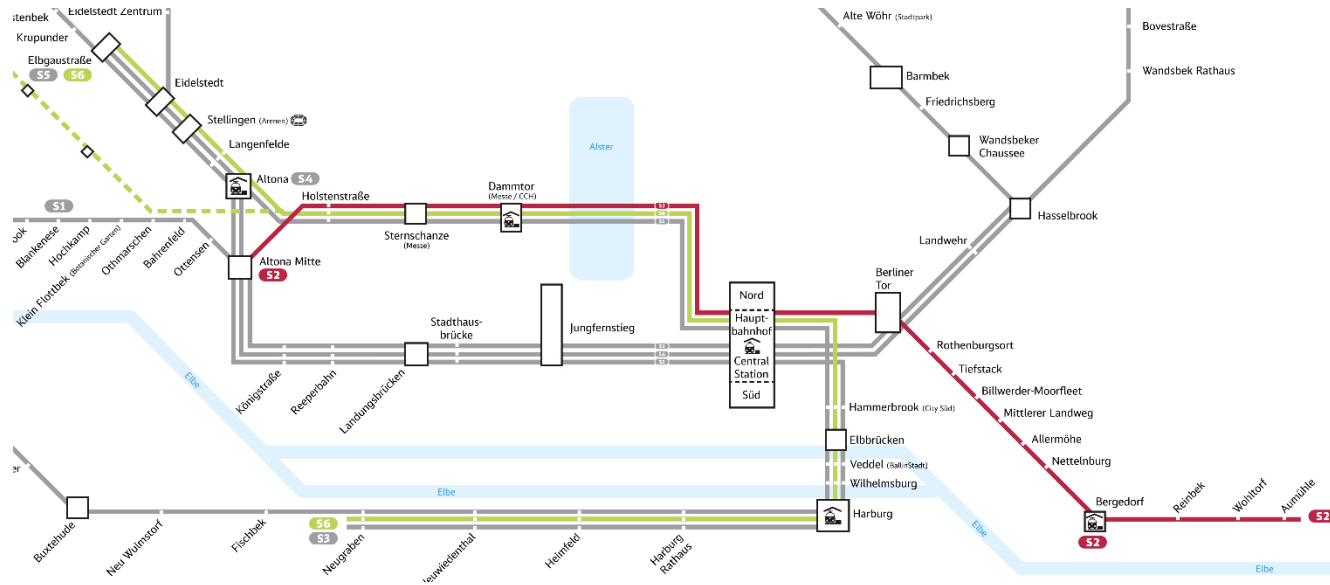 Eidelstedt Zentrum
Krupunder
Elbgaustraße
S5 S6
Eidelstedt
Stellingen (Arenen)
Langenfelde
Altona S4
Holstenstraße
Dammtor
(Messe / CCH)
Sternschanze
(Messe)
Alster
Alte Wöhr (Stadtpark)
Barmbek
Friedrichsberg
Wandsbeker
Chaussee
Bovestraße
Wandsbek Rathaus
Hasselbrook
Landwehr
Berliner
Tor
S1
Blankenese
Hochkamp
Klein Flottbek (Botanischer Garten)
Othmarschen
Bahrenfeld
Ottensen
Altona Mitte
S2
Elbe
Königstraße
Reeperbahn
Landungsbrücken
Stadthaus-
brücke
Jungfernstieg
Nord
Haupt-
bahnhof
Central
Station
Süd
Rothenburgsort
Tiefstack
Billwerder-Moorfleet
Mittlerer Landweg
Allermöhe
Nettelnburg
Bergedorf
S2
Reinbek
Wohltorf
Aumühle
S2
Hammerbrook (City Süd)
Elbbrücken
Veddel (BallinStadt)
Wilhelmsburg
Harburg
Elbe
Elbe
Elbe
Buxtehude
Neu Wulmstorf
Fischbek
S6
S3
Neugraben
Heimfeld
Harburg
Rathaus